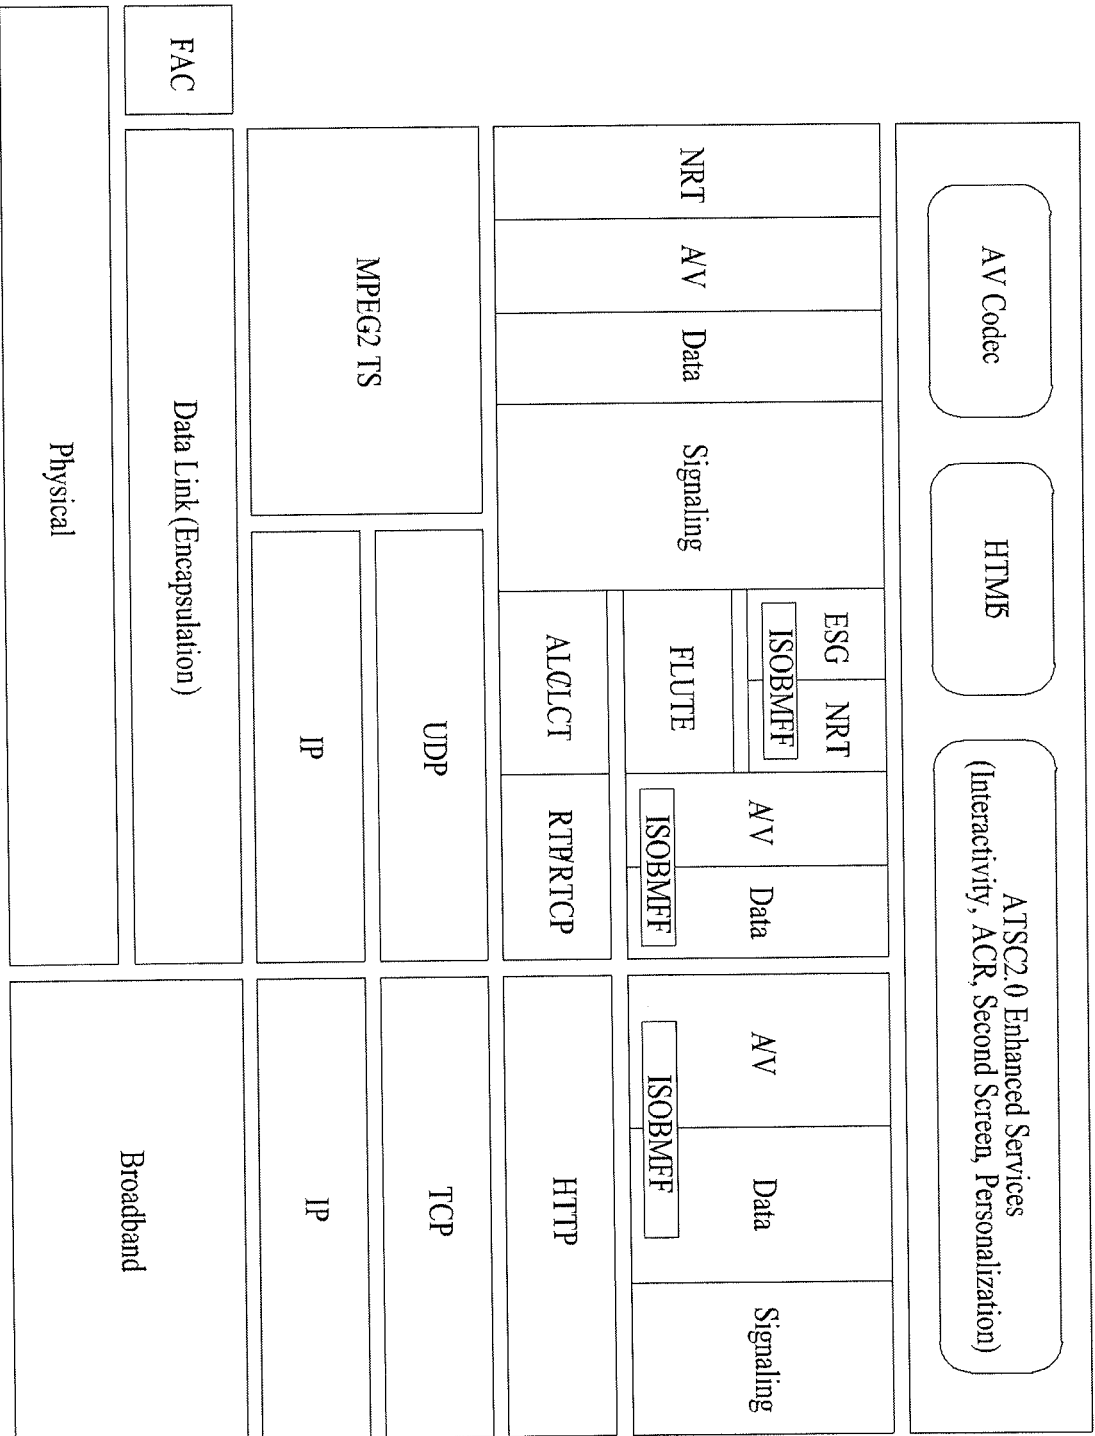 AV Codec
HTML5
ATSC2.0 Enhanced Services
(Interactivity, ACR, Second Screen, Personalization)
NRT
A/V
Data
Signaling
ESG
NRT
ISOBMFF
FLUTE
ALC/LCT
A/V
Data
ISOBMFF
RTP/RTCP
A/V
Data
Signaling
ISOBMFF
HTTP
MPEG2 TS
UDP
TCP
IP
IP
FAC
Data Link (Encapsulation)
Physical
Broadband